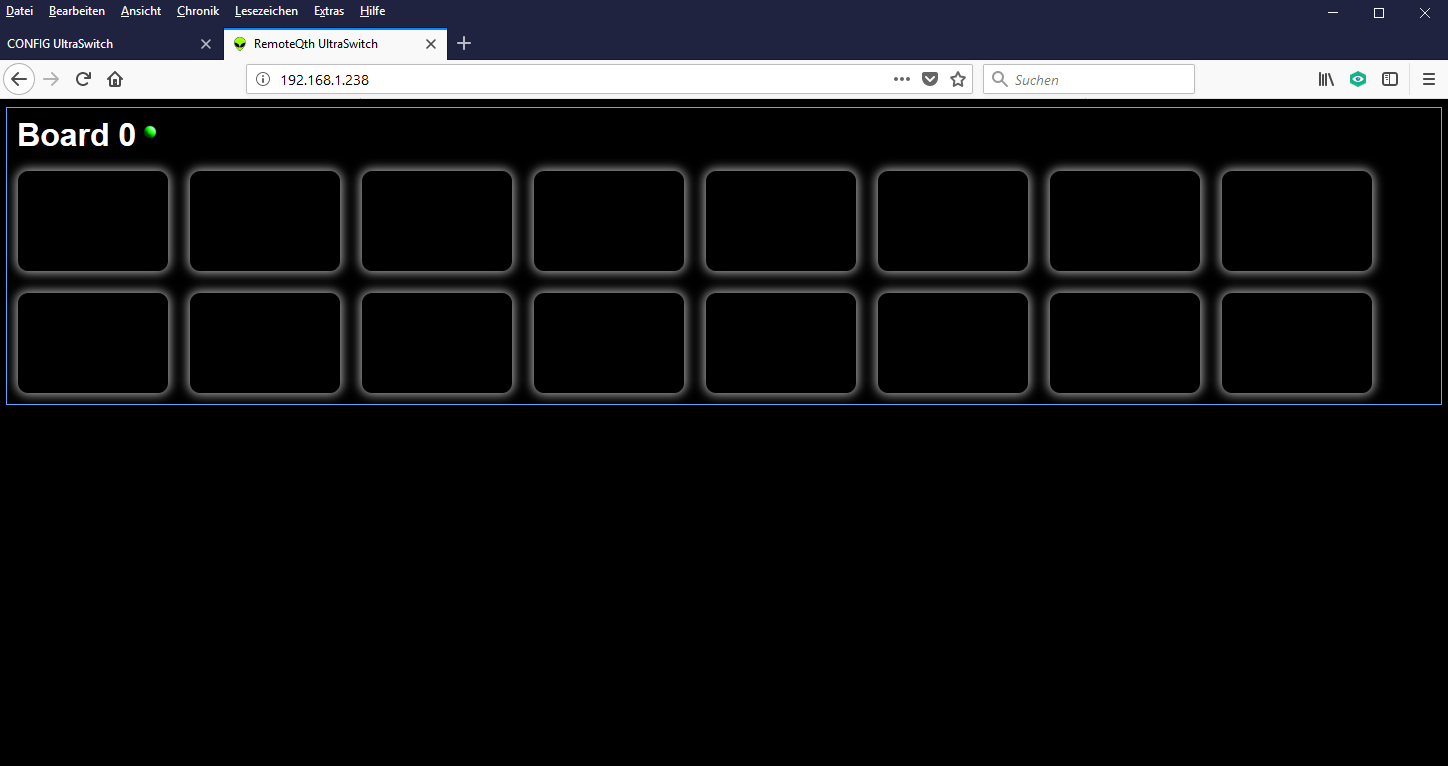 Datei Bearbeiten Ansicht Chronik Lesezeichen Extras Hilfe
CONFIG UltraSwitch RemoteQth UltraSwitch
192.168.1.238 Suchen
Board 0